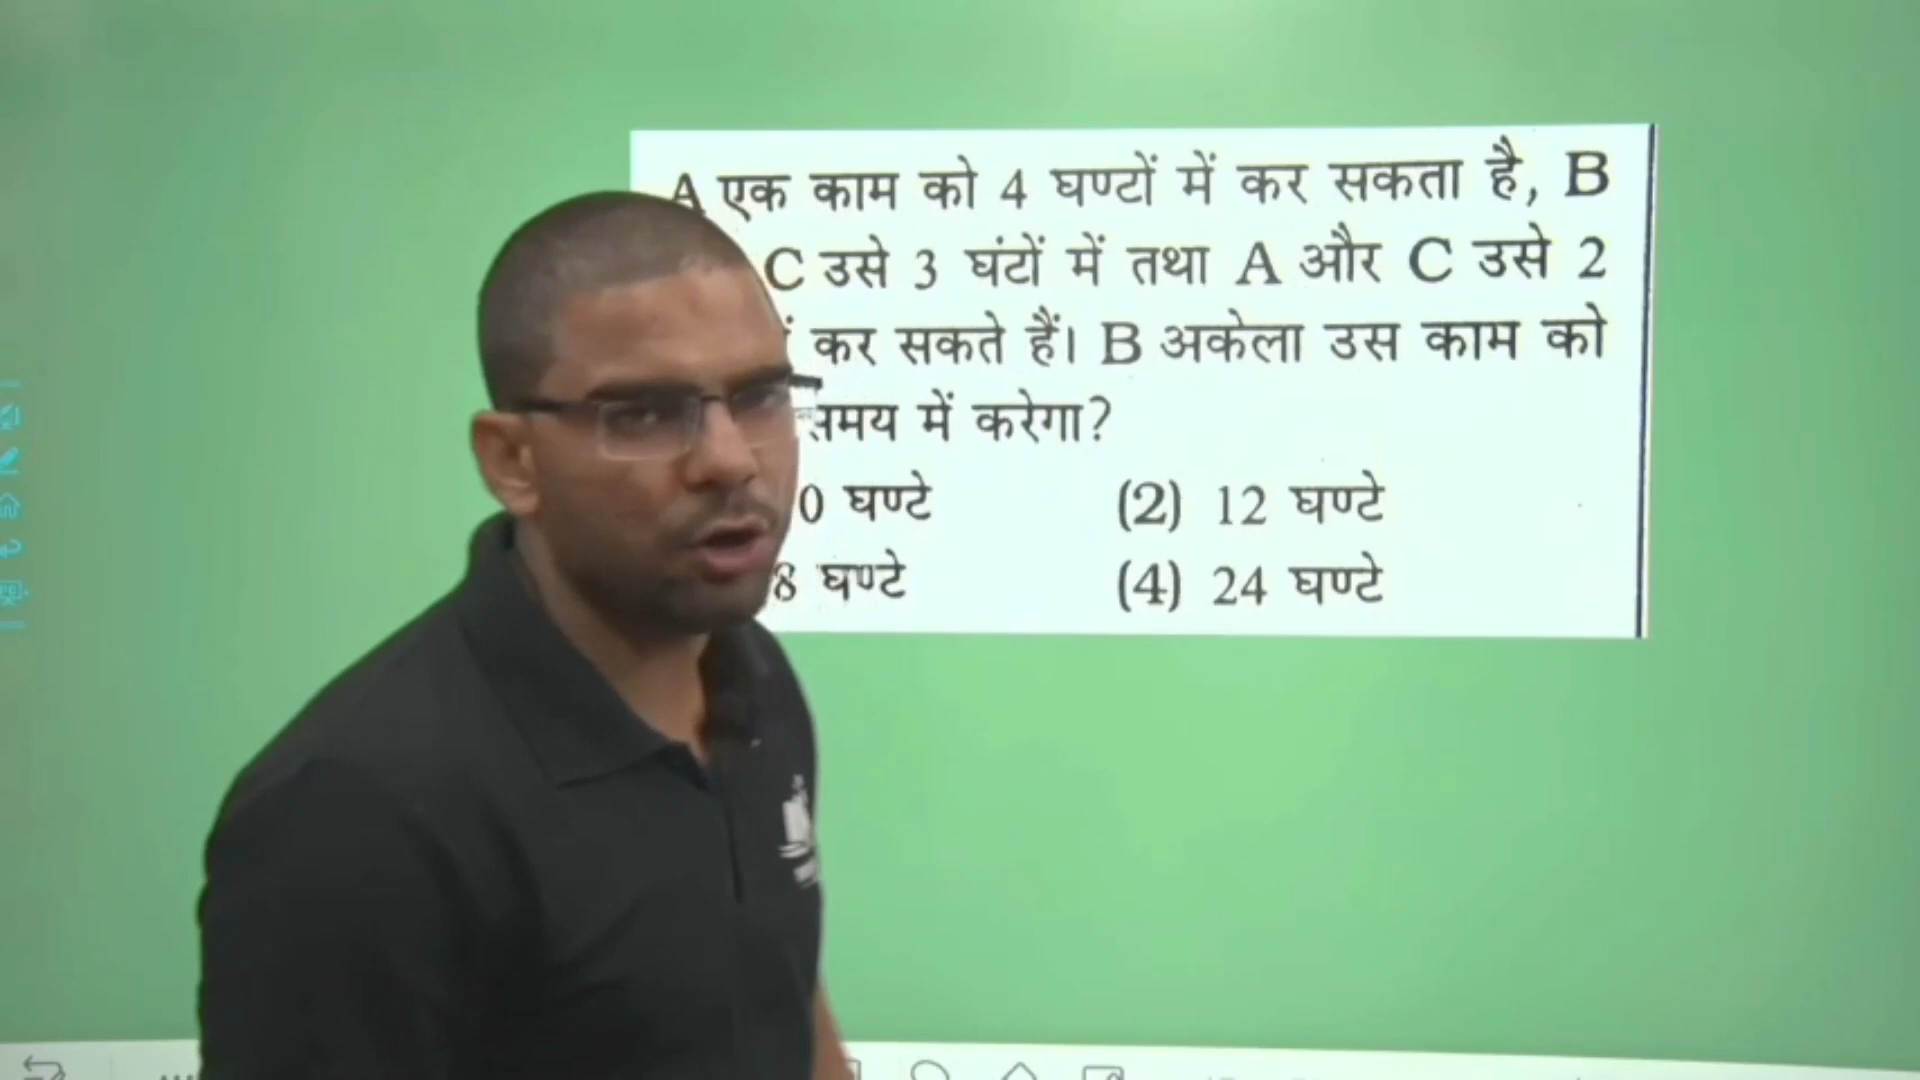 A एक काम को 4 घण्टों में कर सकता है, B
C उसे 3 घंटों में तथा A और C उसे 2
कर सकते हैं। B अकेला उस काम को
समय में करेगा?
0 घण्टे (2) 12 घण्टे
8 घण्टे (4) 24 घण्टे